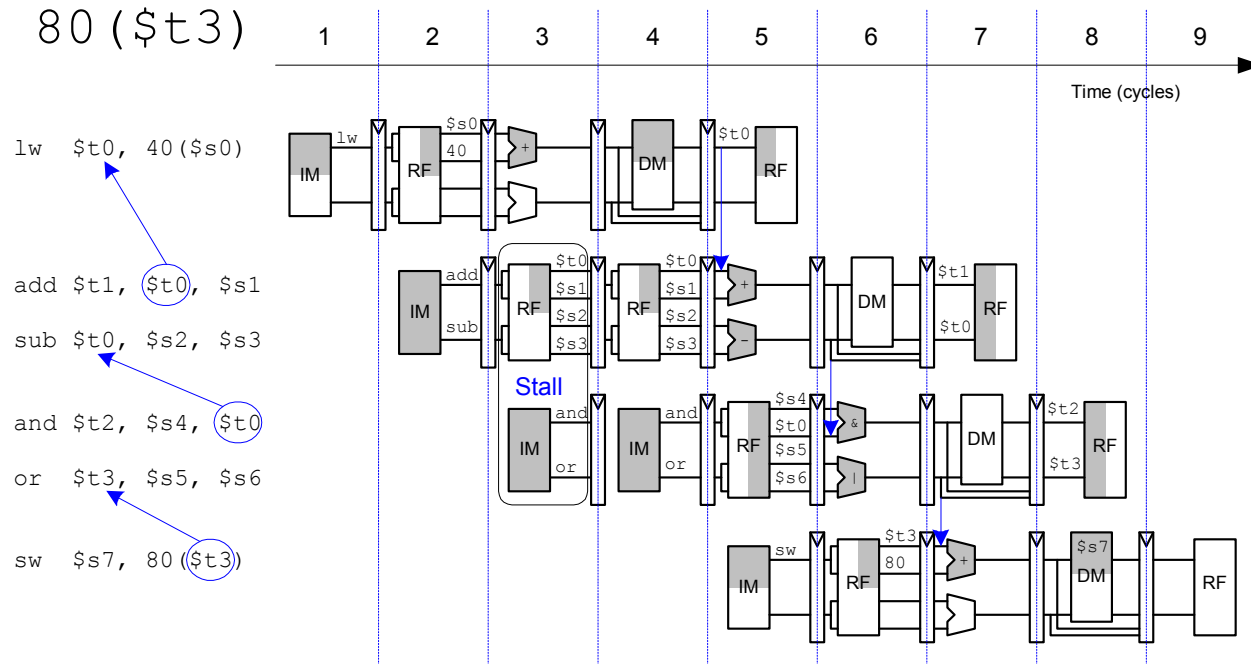 80($t3)
1 2 3 4 5 6 7 8 9
Time (cycles)
lw $t0, 40($s0)
IM lw RF $s0 40 + DM $t0 RF
add $t1, $t0, $s1
sub $t0, $s2, $s3
IM add sub RF $t0 $s1 $s2 $s3 RF $t0 $s1 $s2 $s3 + - DM $t1 $t0 RF
Stall
and $t2, $s4, $t0
or $t3, $s5, $s6
IM and or IM and or RF $s4 $t0 $s5 $s6 & | DM $t2 $t3 RF
sw $s7, 80($t3)
IM sw RF $t3 80 + $s7 DM RF